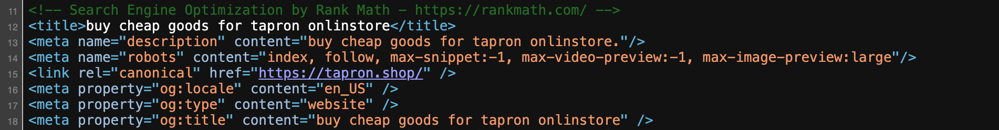 11 <!-- Search Engine Optimization by Rank Math - https://rankmath.com/ -->
12 <title>buy cheap goods for tapron onlinstore</title>
13 <meta name="description" content="buy cheap goods for tapron onlinstore."/>
14 <meta name="robots" content="index, follow, max-snippet:-1, max-video-preview:-1, max-image-preview:large"/>
15 <link rel="canonical" href="https://tapron.shop/" />
16 <meta property="og:locale" content="en_US" />
17 <meta property="og:type" content="website" />
18 <meta property="og:title" content="buy cheap goods for tapron onlinstore" />